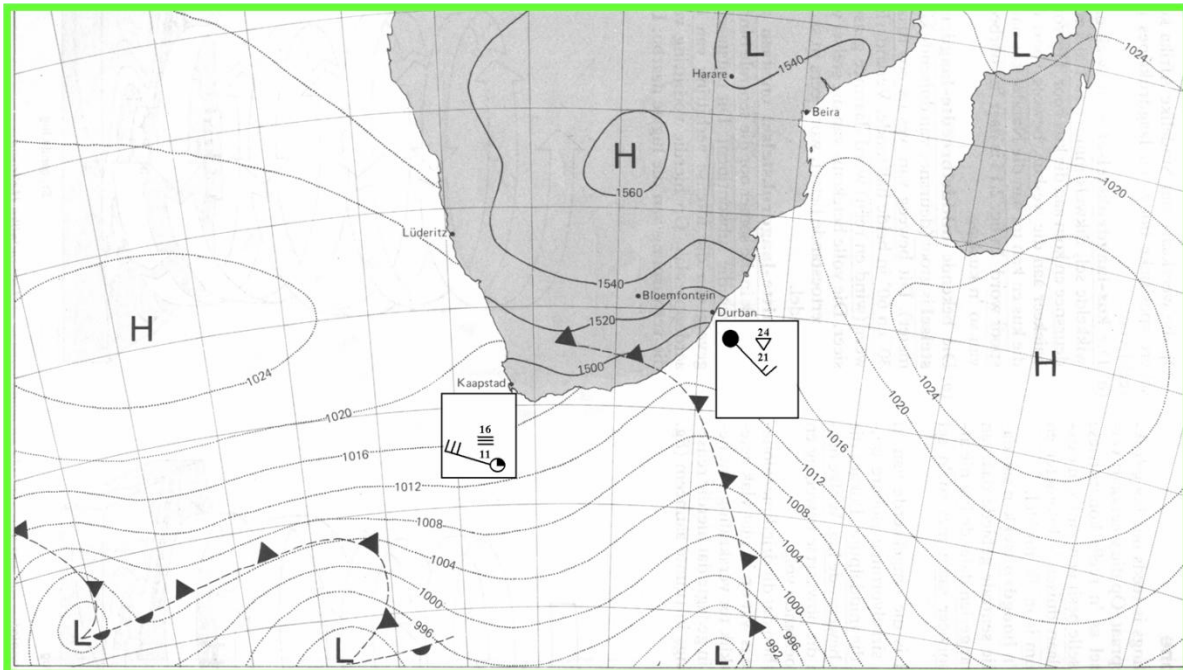 L
L
1024
1540
Harare
Beira
H
1560
1020
Lüderitz
1540
Bloemfontein
1520
Durban
H
H
1024
1024
24
21
1500
Kaapstad
1020
1020
16
11
1016
1016
1012
1012
1008
1008
1004
1004
1000
1000
996
996
992
L
L
L